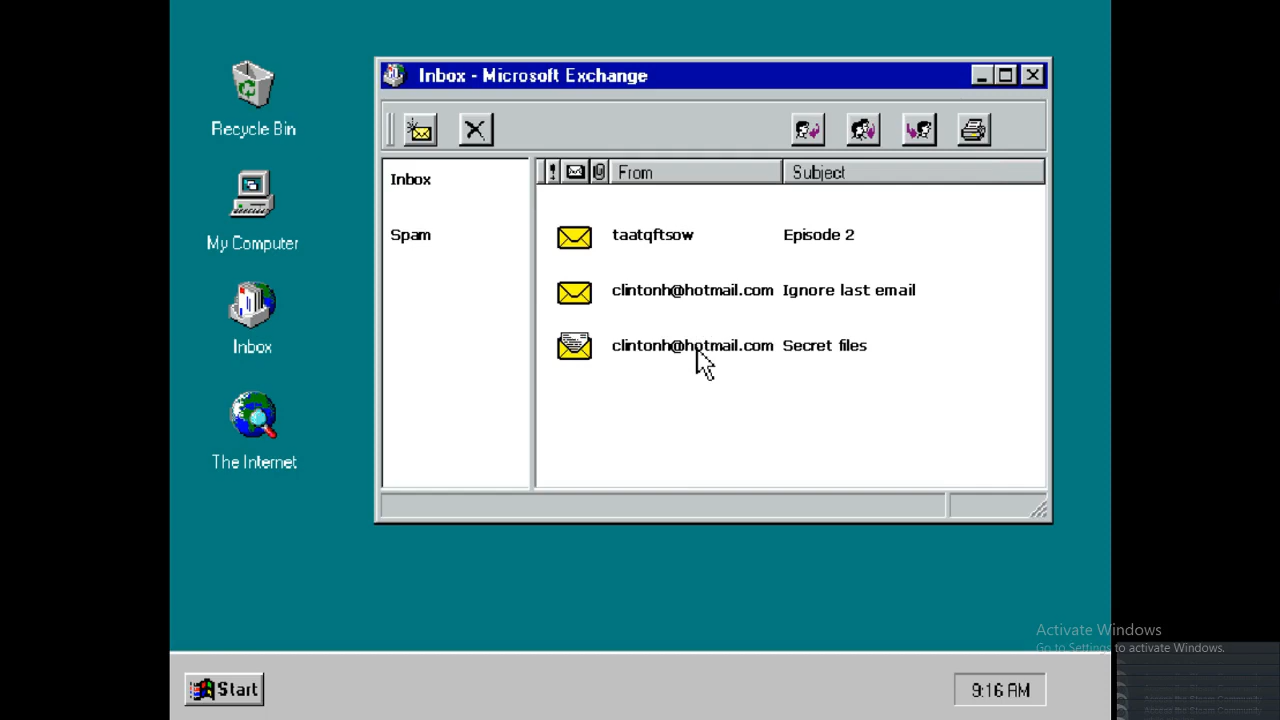 Inbox - Microsoft Exchange
Recycle Bin
From Subject
Inbox
Spam
taatqftsow Episode 2
clintonh@hotmail.com Ignore last email
clintonh@hotmail.com Secret files
My Computer
Inbox
The Internet
Activate Windows
Go to Settings to activate Windows.
Start
9:16 AM